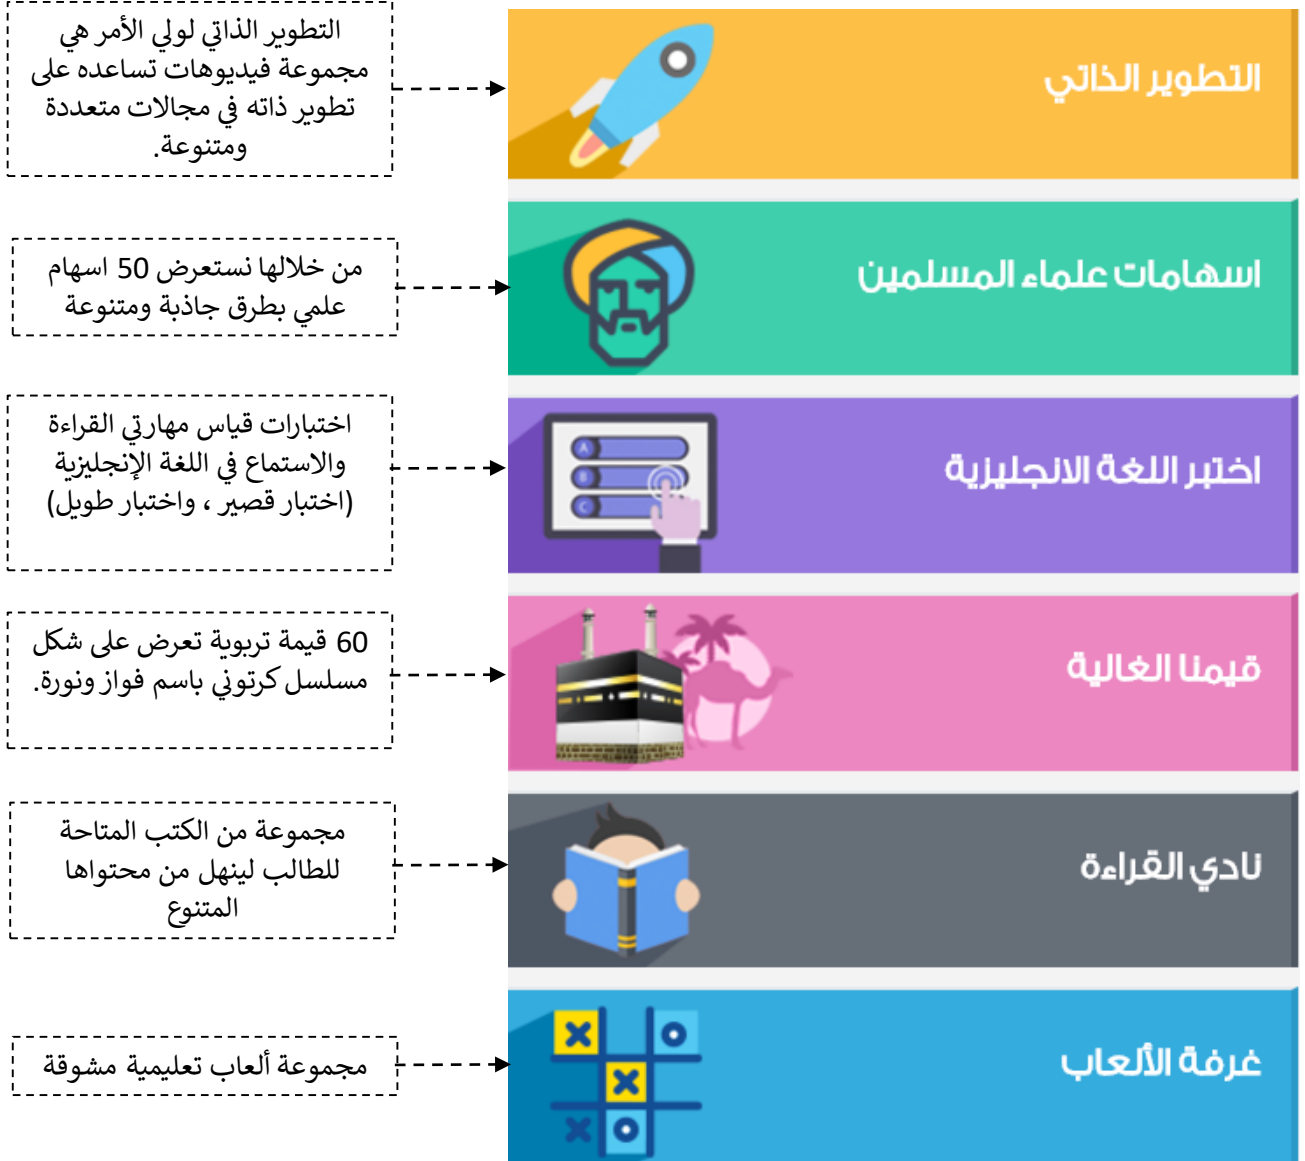 التطوير الذاتي
التطوير الذاتي لولي الأمر هي
مجموعة فيديوهات تساعده على
تطوير ذاته في مجالات متعددة
ومتنوعة.
اسهامات علماء المسلمين
من خلالها نستعرض 50 اسهام
علمي بطرق جاذبة ومتنوعة
اختبر اللغة الانجليزية
A
B
C
اختبارات قياس مهارتي القراءة
والاستماع في اللغة الإنجليزية
(اختبار قصير ، واختبار طويل)
قيمنا الغالية
60 قيمة تربوية تعرض على شكل
مسلسل كرتوني باسم فواز ونورة.
نادي القراءة
مجموعة من الكتب المتاحة
للطالب لينهل من محتواها
المتنوع
غرفة الألعاب
مجموعة ألعاب تعليمية مشوقة